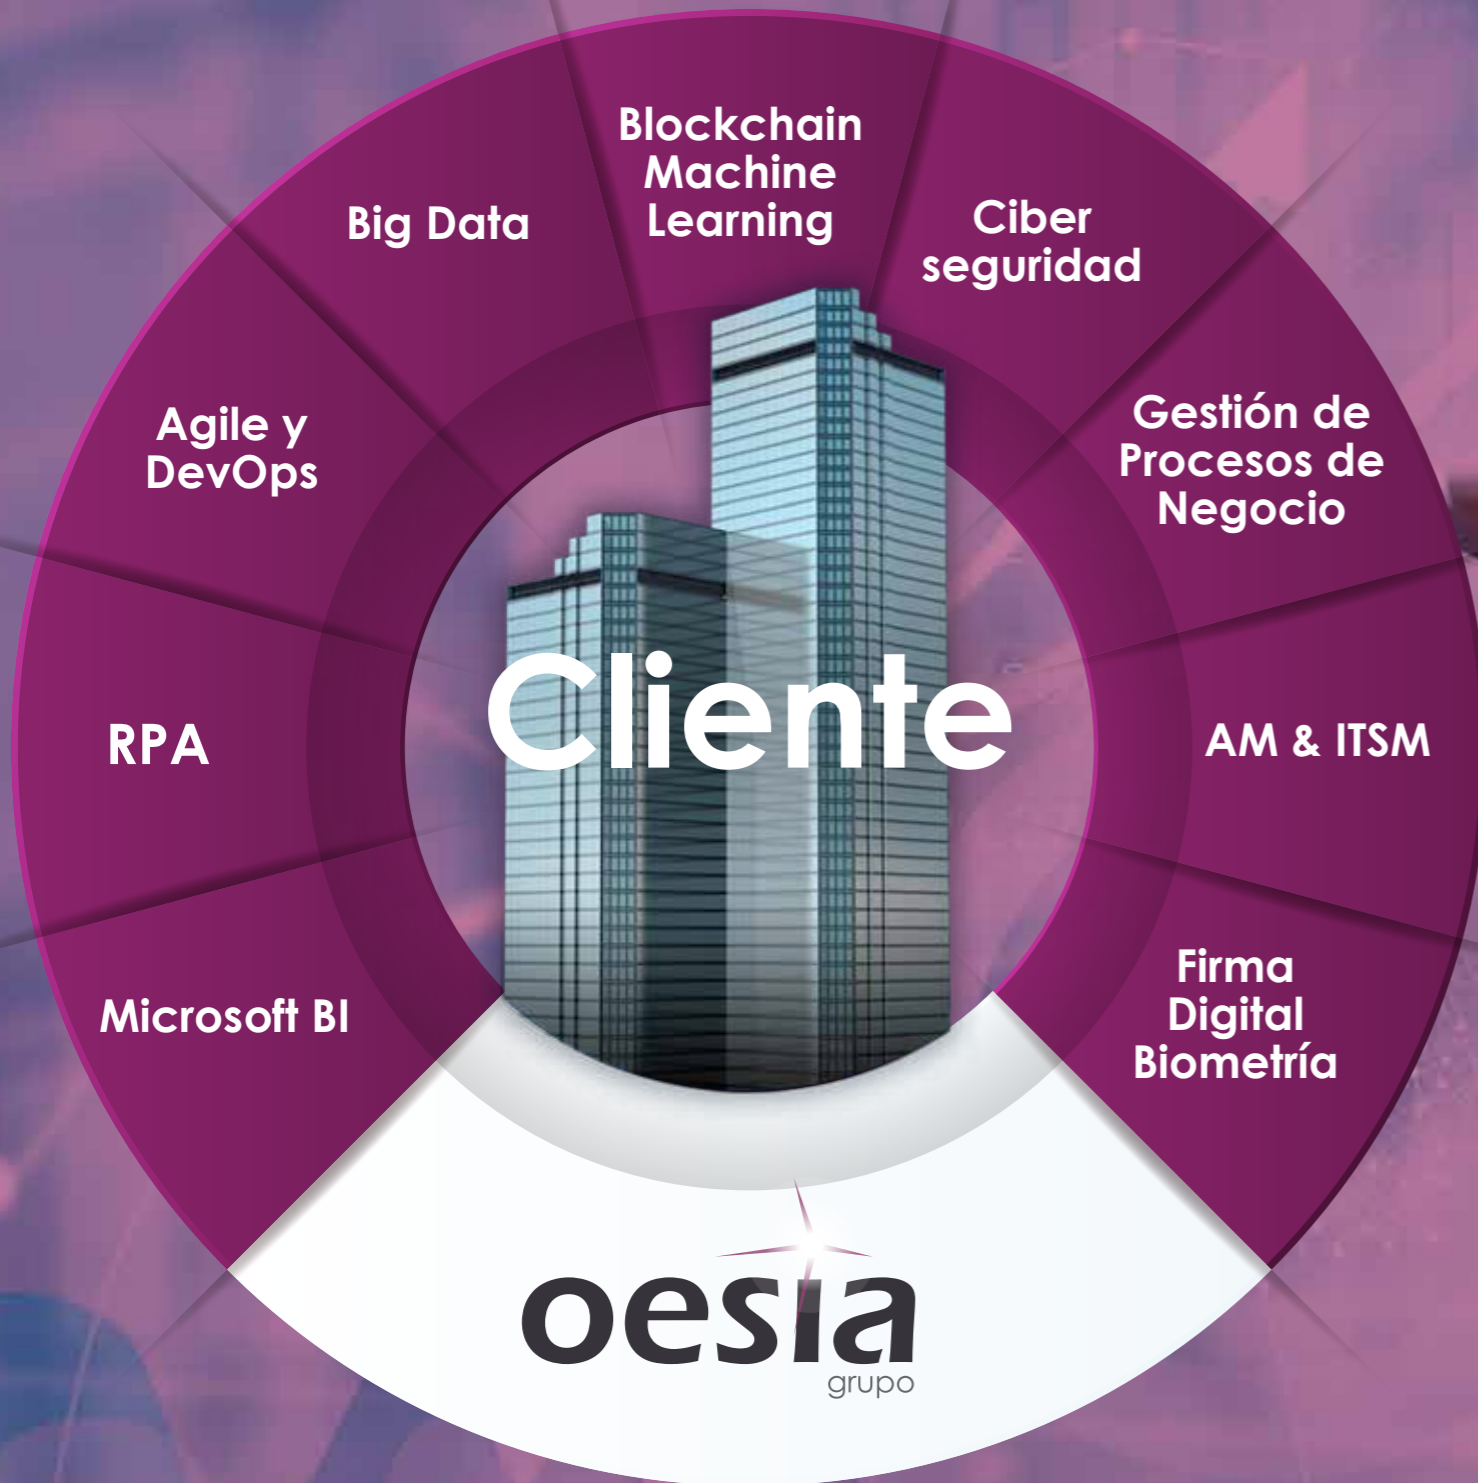 Blockchain
Machine
Learning
Big Data
Ciber
seguridad
Agile y
DevOps
Gestión de
Procesos de
Negocio
RPA
Cliente
AM & ITSM
Microsoft BI
Firma
Digital
Biometría
oesía
grupo